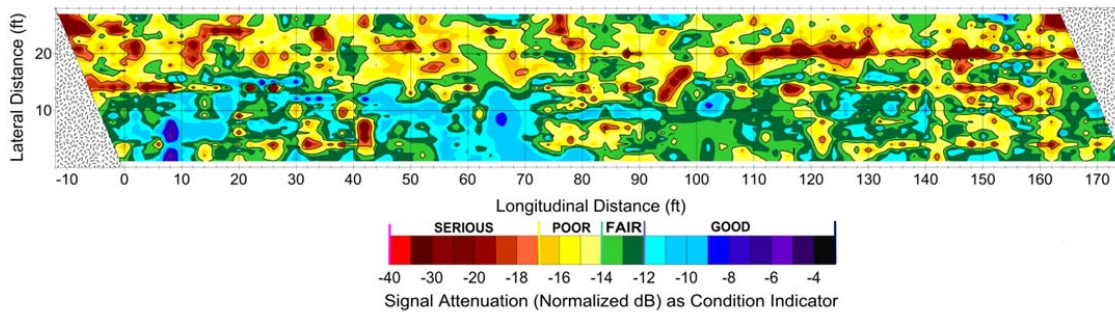 Lateral Distance (ft)
20
10
-10 0 10 20 30 40 50 60 70 80 90 100 110 120 130 140 150 160 170
Longitudinal Distance (ft)
SERIOUS POOR FAIR GOOD
-40 -30 -20 -18 -16 -14 -12 -10 -8 -6 -4
Signal Attenuation (Normalized dB) as Condition Indicator